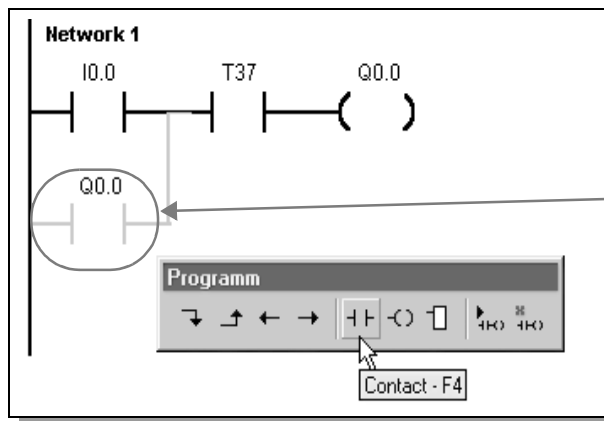 Network 1
I0.0 T37 Q0.0
Q0.0
Programm
Contact - F4